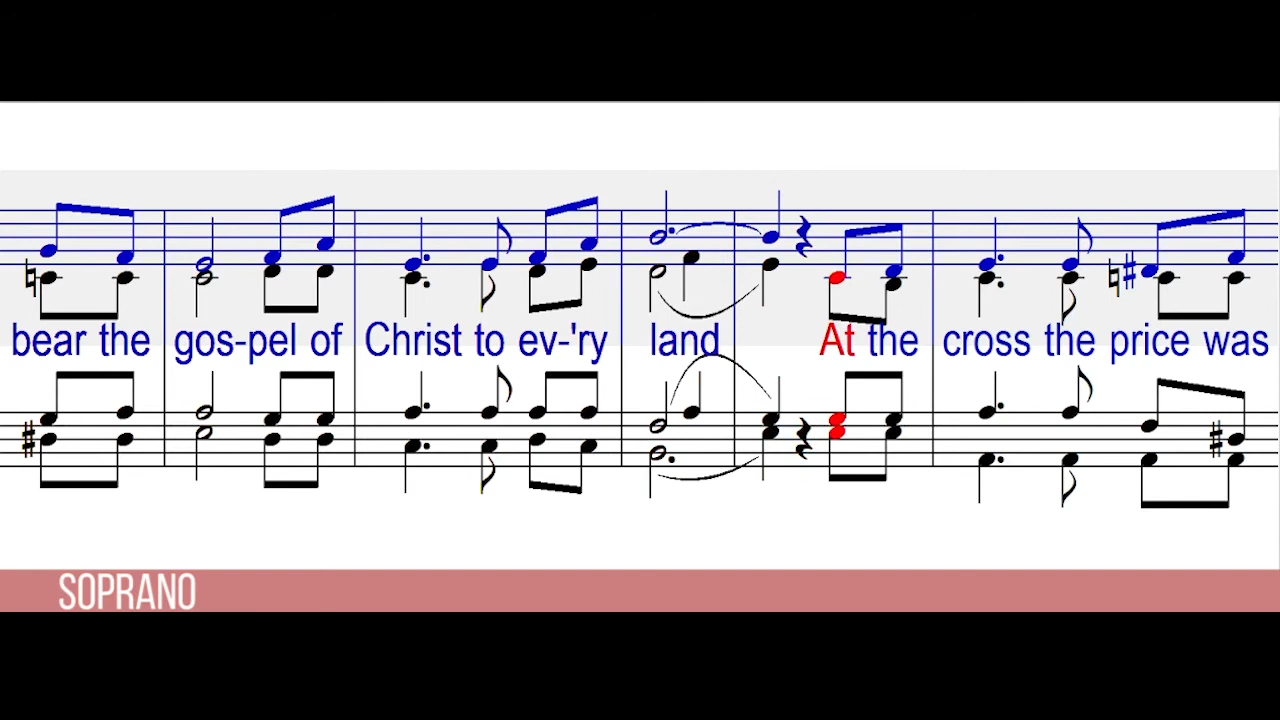 bear the gos-pel of Christ to ev-'ry land At the cross the price was
SOPRANO